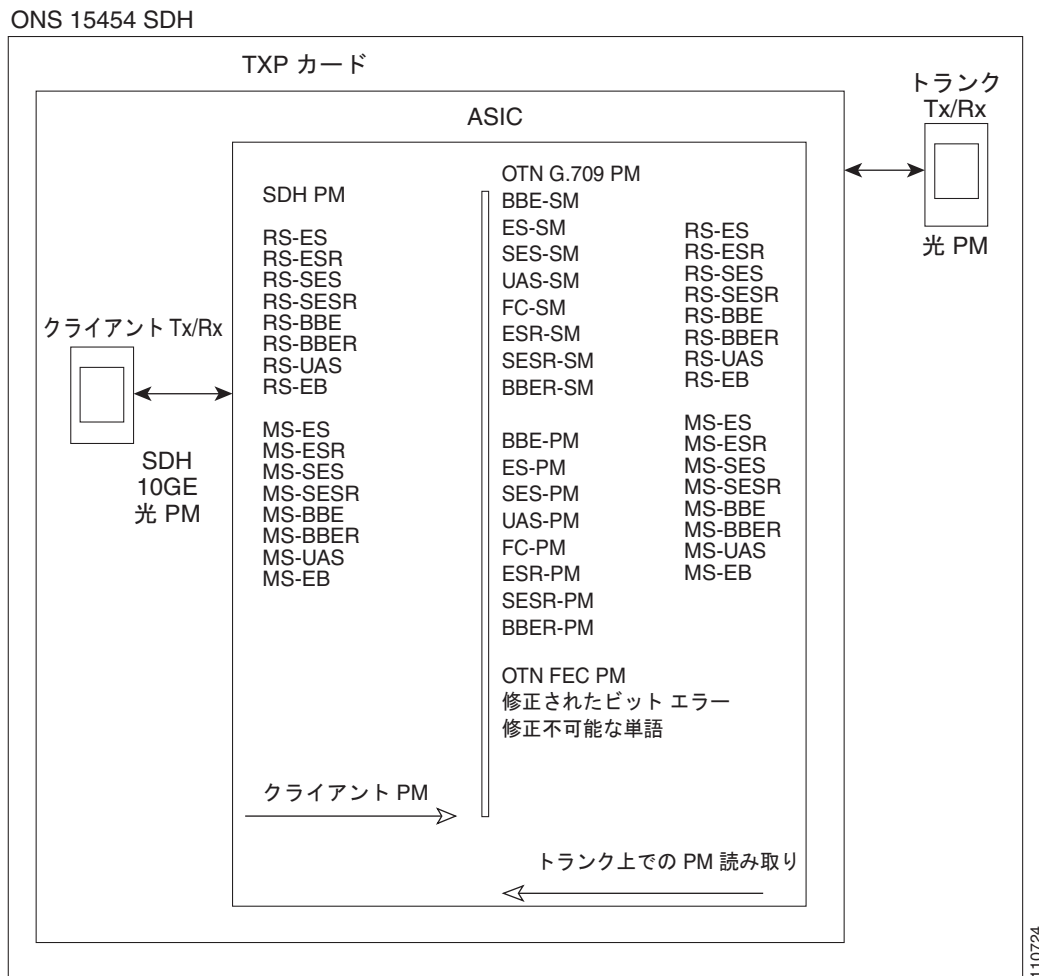 ONS 15454 SDH
TXP カード
ASIC
トランク
Tx/Rx
光 PM
クライアント Tx/Rx
SDH
10GE
光 PM
SDH PM
RS-ES
RS-ESR
RS-SES
RS-SESR
RS-BBE
RS-BBER
RS-UAS
RS-EB
MS-ES
MS-ESR
MS-SES
MS-SESR
MS-BBE
MS-BBER
MS-UAS
MS-EB
OTN G.709 PM
BBE-SM
ES-SM
SES-SM
UAS-SM
FC-SM
ESR-SM
SESR-SM
BBER-SM
BBE-PM
ES-PM
SES-PM
UAS-PM
FC-PM
ESR-PM
SESR-PM
BBER-PM
OTN FEC PM
修正されたビット エラー
修正不可能な単語
RS-ES
RS-ESR
RS-SES
RS-SESR
RS-BBE
RS-BBER
RS-UAS
RS-EB
MS-ES
MS-ESR
MS-SES
MS-SESR
MS-BBE
MS-BBER
MS-UAS
MS-EB
クライアント PM
トランク上での PM 読み取り
110724